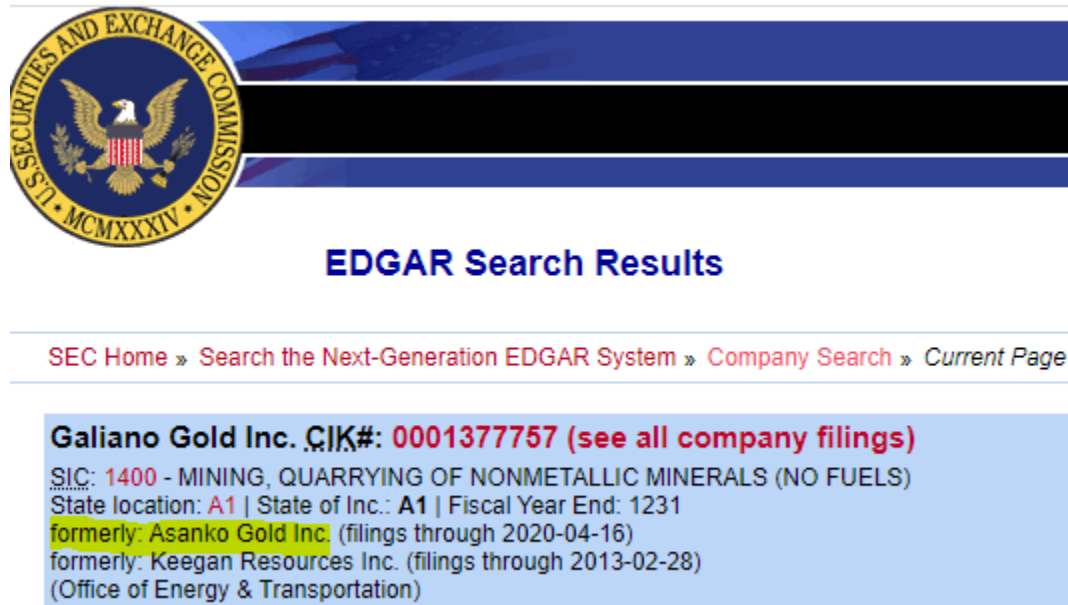 U.S. SECURITIES AND EXCHANGE COMMISSION
MCMXXXIV
EDGAR Search Results
SEC Home » Search the Next-Generation EDGAR System » Company Search » Current Page
Galiano Gold Inc. CIK#: 0001377757 (see all company filings)
SIC: 1400 - MINING, QUARRYING OF NONMETALLIC MINERALS (NO FUELS)
State location: A1 | State of Inc.: A1 | Fiscal Year End: 1231
formerly: Asanko Gold Inc. (filings through 2020-04-16)
formerly: Keegan Resources Inc. (filings through 2013-02-28)
(Office of Energy & Transportation)